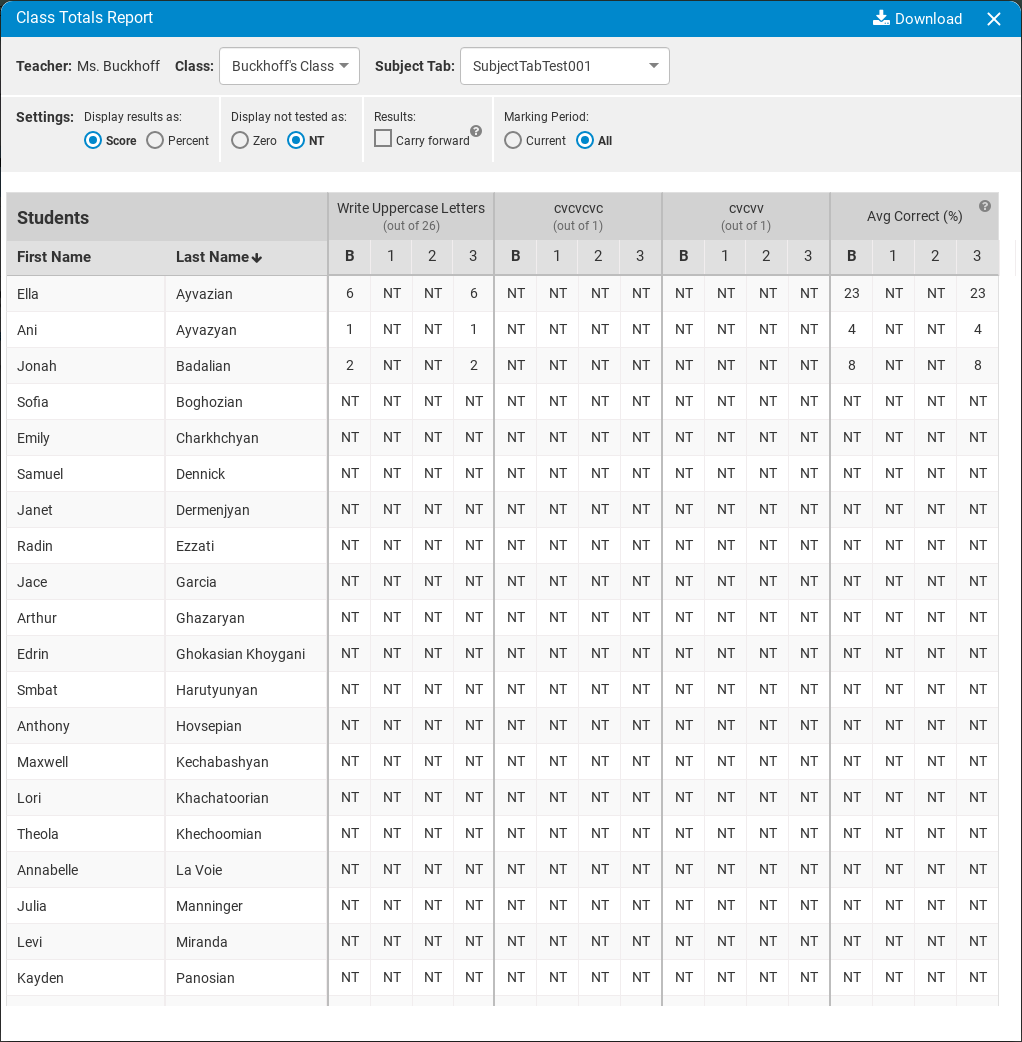 Class Totals Report Download
Teacher: Ms. Buckhoff Class: Buckhoff's Class Subject Tab: SubjectTabTest001
Settings: Display results as: Display not tested as: Results: Marking Period:
Score Percent Zero NT Carry forward ? Current All
Students Write Uppercase Letters cvcvcvc cvcvv Avg Correct (%) ?
(out of 26) (out of 1) (out of 1)
First Name Last Name B 1 2 3 B 1 2 3 B 1 2 3 B 1 2 3
Ella Ayvazian 6 NT NT 6 NT NT NT NT NT NT NT NT 23 NT NT 23
Ani Ayvazyan 1 NT NT 1 NT NT NT NT NT NT NT NT 4 NT NT 4
Jonah Badalian 2 NT NT 2 NT NT NT NT NT NT NT NT 8 NT NT 8
Sofia Boghozian NT NT NT NT NT NT NT NT NT NT NT NT NT NT NT NT
Emily Charkhchyan NT NT NT NT NT NT NT NT NT NT NT NT NT NT NT NT
Samuel Dennick NT NT NT NT NT NT NT NT NT NT NT NT NT NT NT NT
Janet Dermenjyan NT NT NT NT NT NT NT NT NT NT NT NT NT NT NT NT
Radin Ezzati NT NT NT NT NT NT NT NT NT NT NT NT NT NT NT NT
Jace Garcia NT NT NT NT NT NT NT NT NT NT NT NT NT NT NT NT
Arthur Ghazaryan NT NT NT NT NT NT NT NT NT NT NT NT NT NT NT NT
Edrin Ghokasian Khoygani NT NT NT NT NT NT NT NT NT NT NT NT NT NT NT NT
Smbat Harutyunyan NT NT NT NT NT NT NT NT NT NT NT NT NT NT NT NT
Anthony Hovsepian NT NT NT NT NT NT NT NT NT NT NT NT NT NT NT NT
Maxwell Kechabashyan NT NT NT NT NT NT NT NT NT NT NT NT NT NT NT NT
Lori Khachatoorian NT NT NT NT NT NT NT NT NT NT NT NT NT NT NT NT
Theola Khechoomian NT NT NT NT NT NT NT NT NT NT NT NT NT NT NT NT
Annabelle La Voie NT NT NT NT NT NT NT NT NT NT NT NT NT NT NT NT
Julia Manninger NT NT NT NT NT NT NT NT NT NT NT NT NT NT NT NT
Levi Miranda NT NT NT NT NT NT NT NT NT NT NT NT NT NT NT NT
Kayden Panosian NT NT NT NT NT NT NT NT NT NT NT NT NT NT NT NT